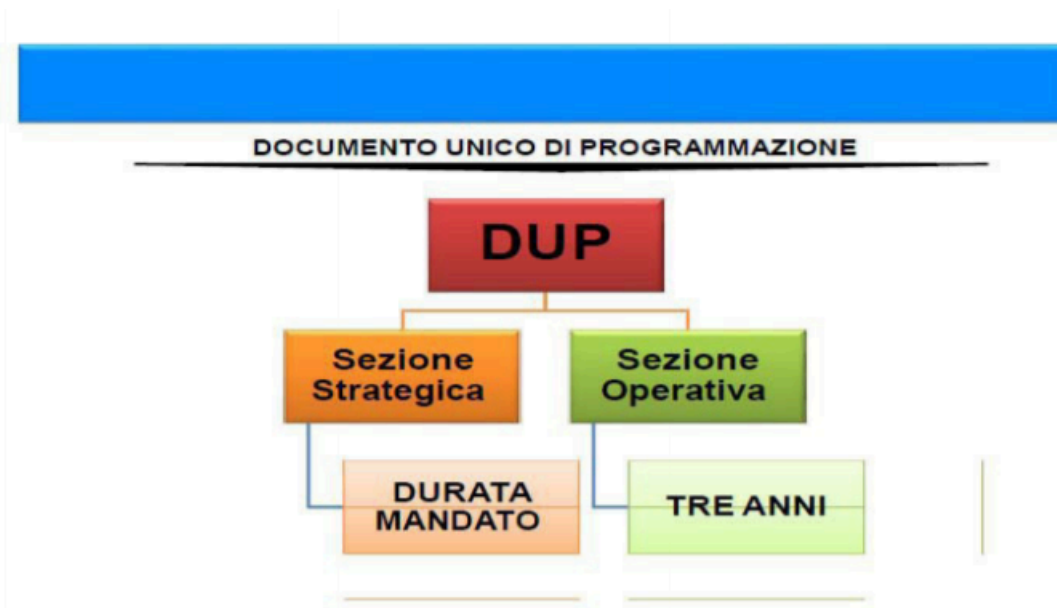 DOCUMENTO UNICO DI PROGRAMMAZIONE
DUP
Sezione
Strategica
Sezione
Operativa
DURATA
MANDATO
TRE ANNI